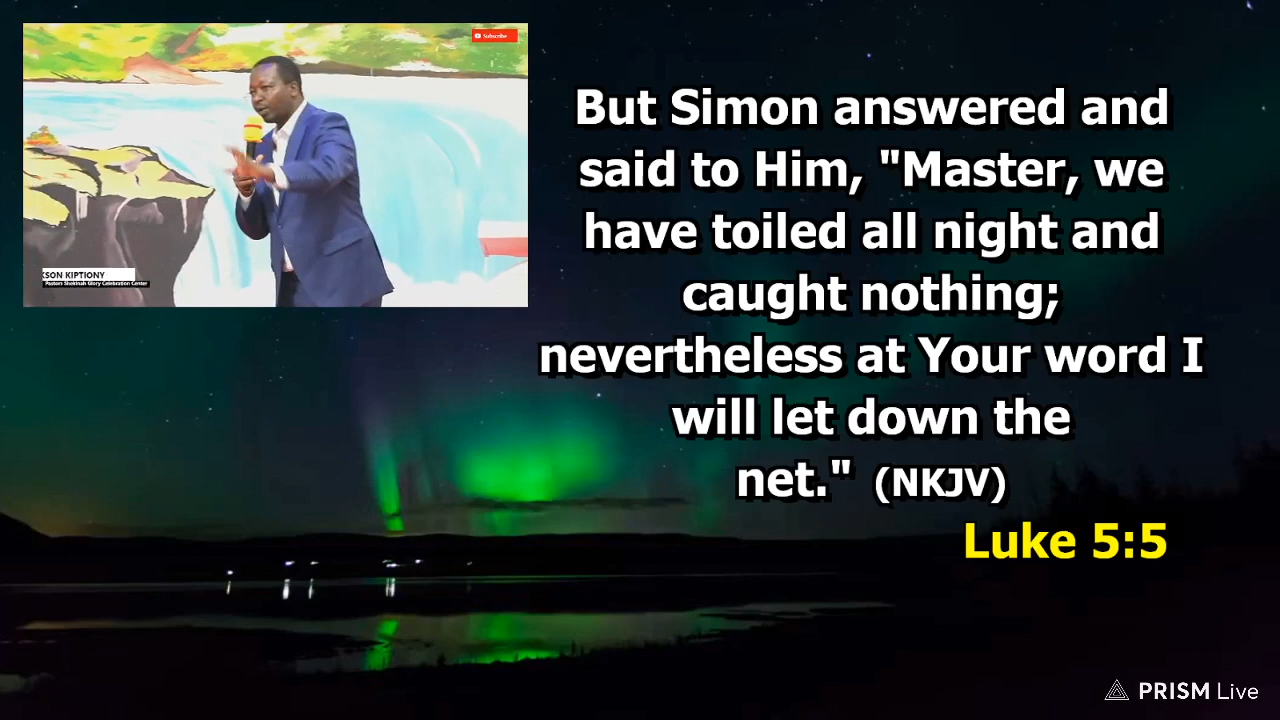 Subscribe
KSON KIPTIONY
Pastors Shekinah Glory Celebration Center
But Simon answered and
said to Him, "Master, we
have toiled all night and
caught nothing;
nevertheless at Your word I
will let down the
net." (NKJV)
Luke 5:5
PRISM Live